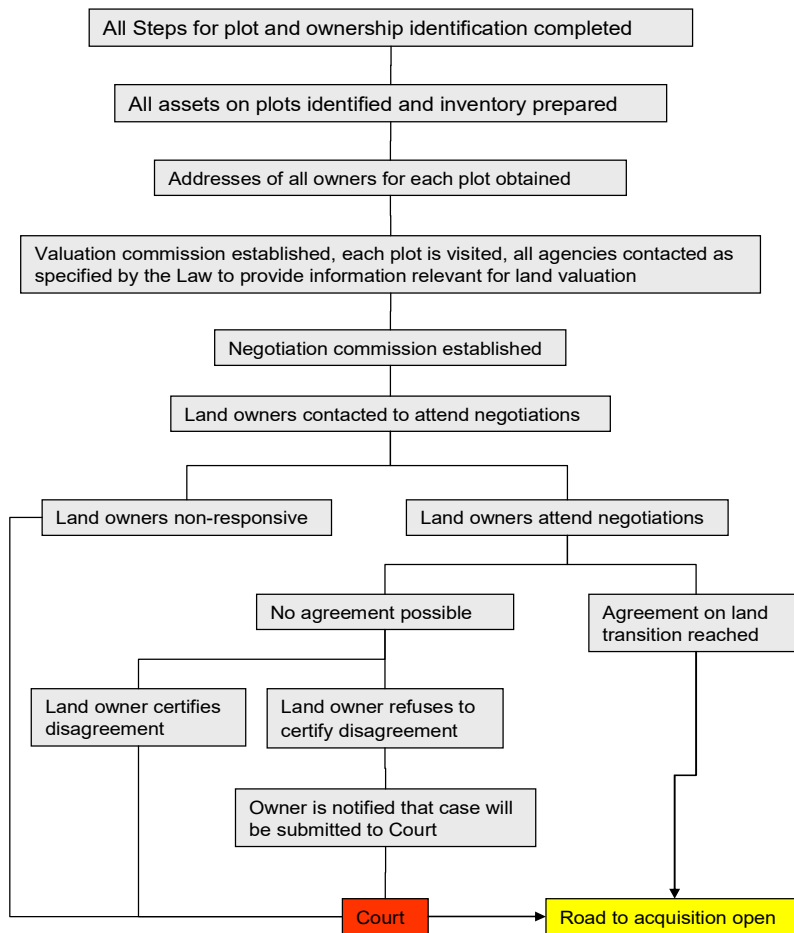 All Steps for plot and ownership identification completed
All assets on plots identified and inventory prepared
Addresses of all owners for each plot obtained
Valuation commission established, each plot is visited, all agencies contacted as
specified by the Law to provide information relevant for land valuation
Negotiation commission established
Land owners contacted to attend negotiations
Land owners non-responsive
Land owners attend negotiations
No agreement possible
Agreement on land
transition reached
Land owner certifies
disagreement
Land owner refuses to
certify disagreement
Owner is notified that case will
be submitted to Court
Court
Road to acquisition open